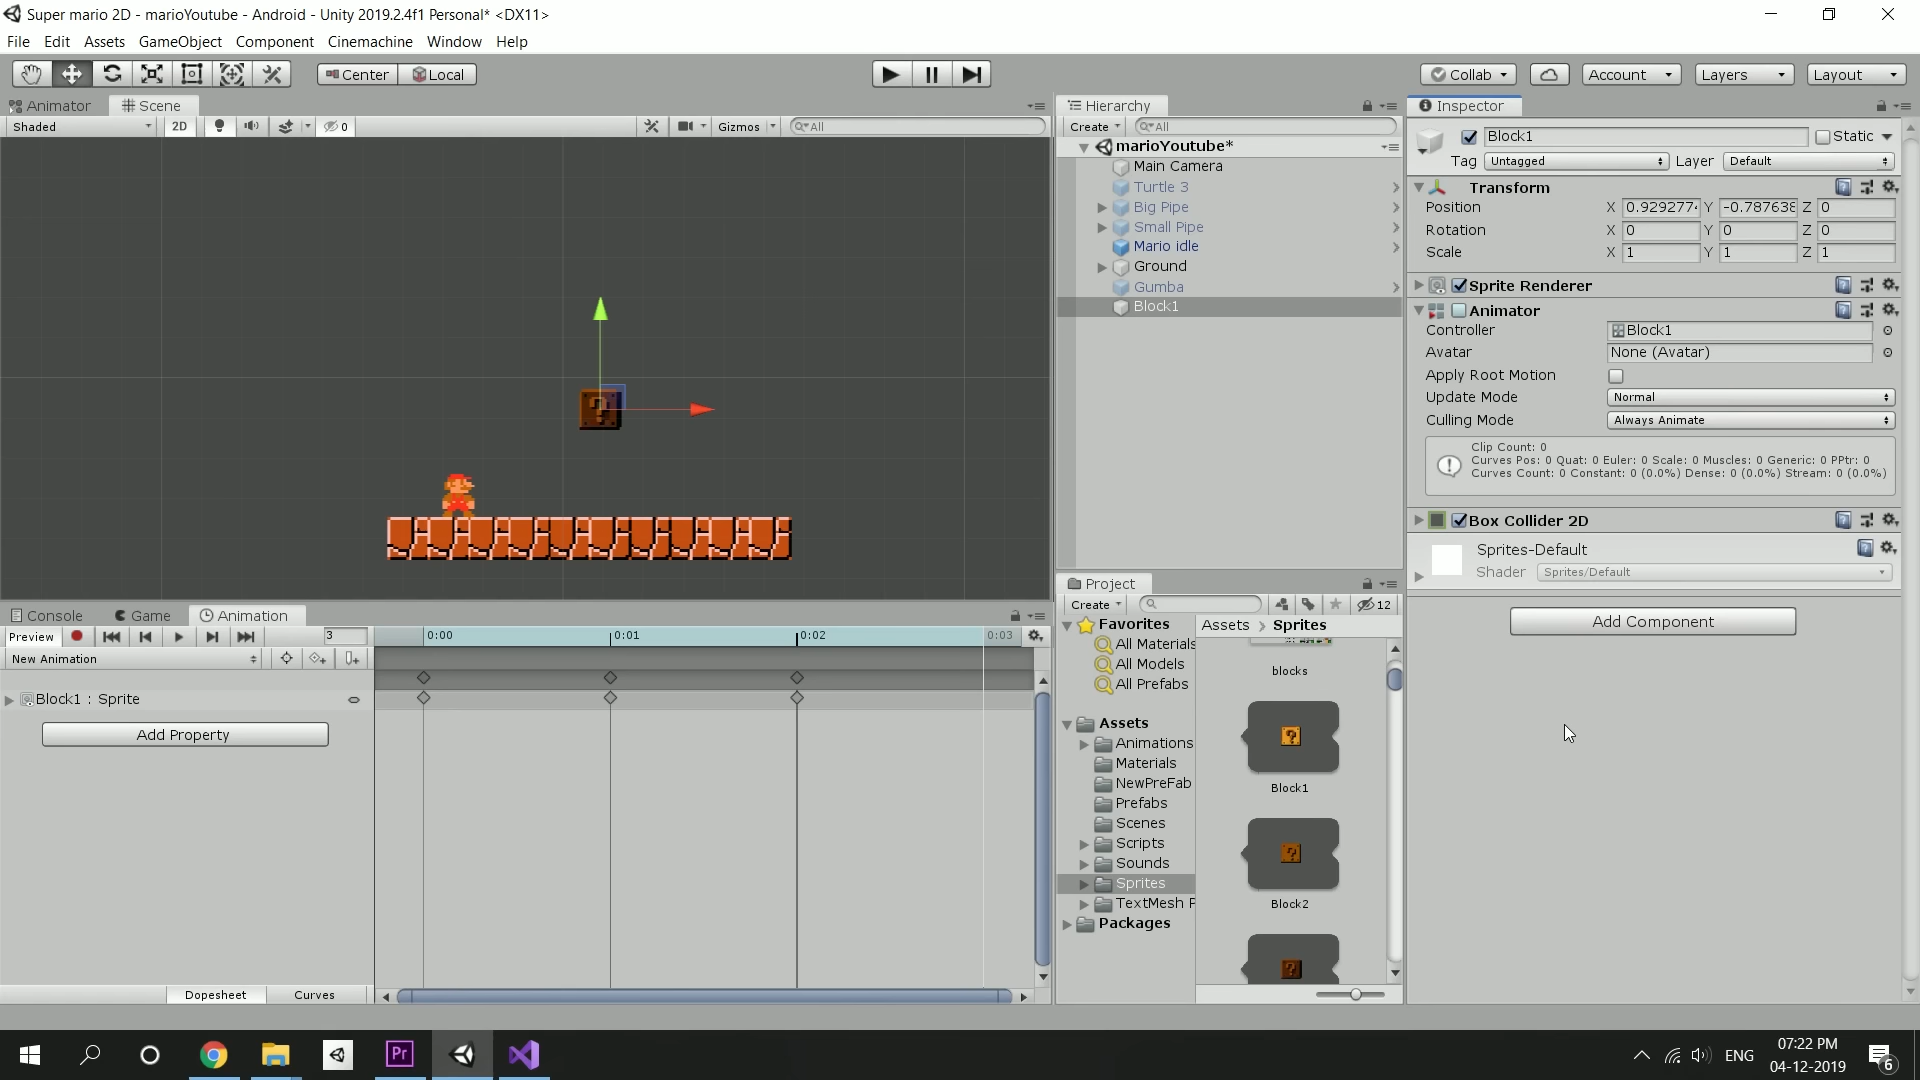 Super mario 2D - marioYoutube - Android - Unity 2019.2.4f1 Personal* <DX11>
File Edit Assets GameObject Component Cinemachine Window Help
Center Local
Collab Account Layers Layout
Animator Scene
Shaded 2D 0 Gizmos All
Hierarchy
Create All
marioYoutube*
Main Camera
Turtle 3
Big Pipe
Small Pipe
Mario idle
Ground
Gumba
Block1
Inspector
Block1 Static
Tag Untagged Layer Default
Transform
Position X 0.929277 Y -0.787638 Z 0
Rotation X 0 Y 0 Z 0
Scale X 1 Y 1 Z 1
Sprite Renderer
Animator
Controller Block1
Avatar None (Avatar)
Apply Root Motion
Update Mode Normal
Culling Mode Always Animate
Clip Count: 0
Curves Pos: 0 Quat: 0 Euler: 0 Scale: 0 Muscles: 0 Generic: 0 PPtr: 0
Curves Count: 0 Constant: 0 (0.0%) Dense: 0 (0.0%) Stream: 0 (0.0%)
Box Collider 2D
Sprites-Default
Shader Sprites/Default
Add Component
Console Game Animation
Preview 3 0:00 0:01 0:02 0:03
New Animation
Block1 : Sprite
Add Property
Dopesheet Curves
Project
Create 12
Favorites
All Materials
All Models
All Prefabs
Assets
Animations
Materials
NewPreFab
Prefabs
Scenes
Scripts
Sounds
Sprites
TextMesh P
Packages
Assets > Sprites
blocks
?
Block1
?
Block2
?
?
Pr
ENG
07:22 PM
04-12-2019
6